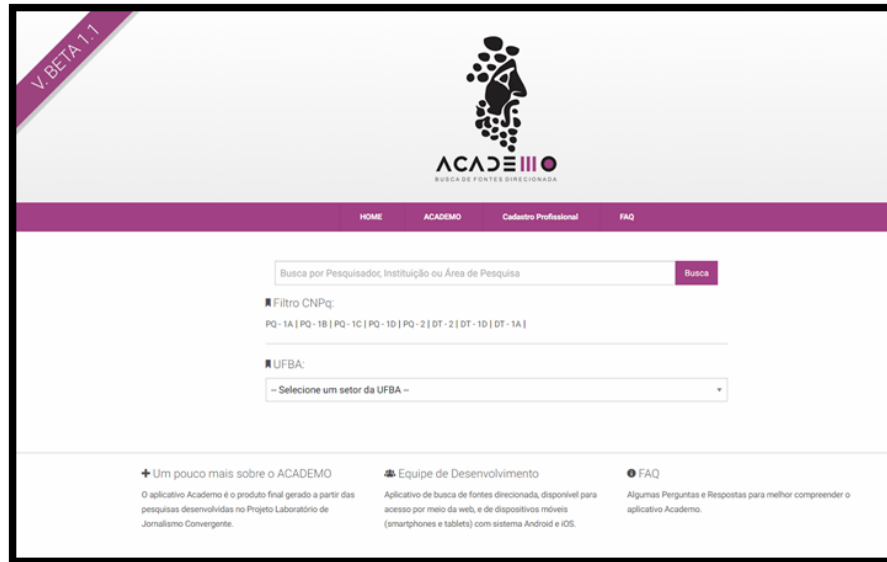 V. BETA 1.1
ACADEMO
BUSCA DE FONTES DIRECIONADA
HOME ACADEMO Cadastro Profissional FAQ
Busca por Pesquisador, Instituição ou Área de Pesquisa Busca
Filtro CNPq:
PQ - 1A | PQ - 1B | PQ - 1C | PQ - 1D | PQ - 2 | DT - 2 | DT - 1D | DT - 1A |
UFBA:
-- Selecione um setor da UFBA --
Um pouco mais sobre o ACADEMO
O aplicativo Academo é o produto final gerado a partir das
pesquisas desenvolvidas no Projeto Laboratório de
Jornalismo Convergente.
Equipe de Desenvolvimento
Aplicativo de busca de fontes direcionada, disponível para
acesso por meio da web, e de dispositivos móveis
(smartphones e tablets) com sistema Android e iOS.
FAQ
Algumas Perguntas e Respostas para melhor compreender o
aplicativo Academo.